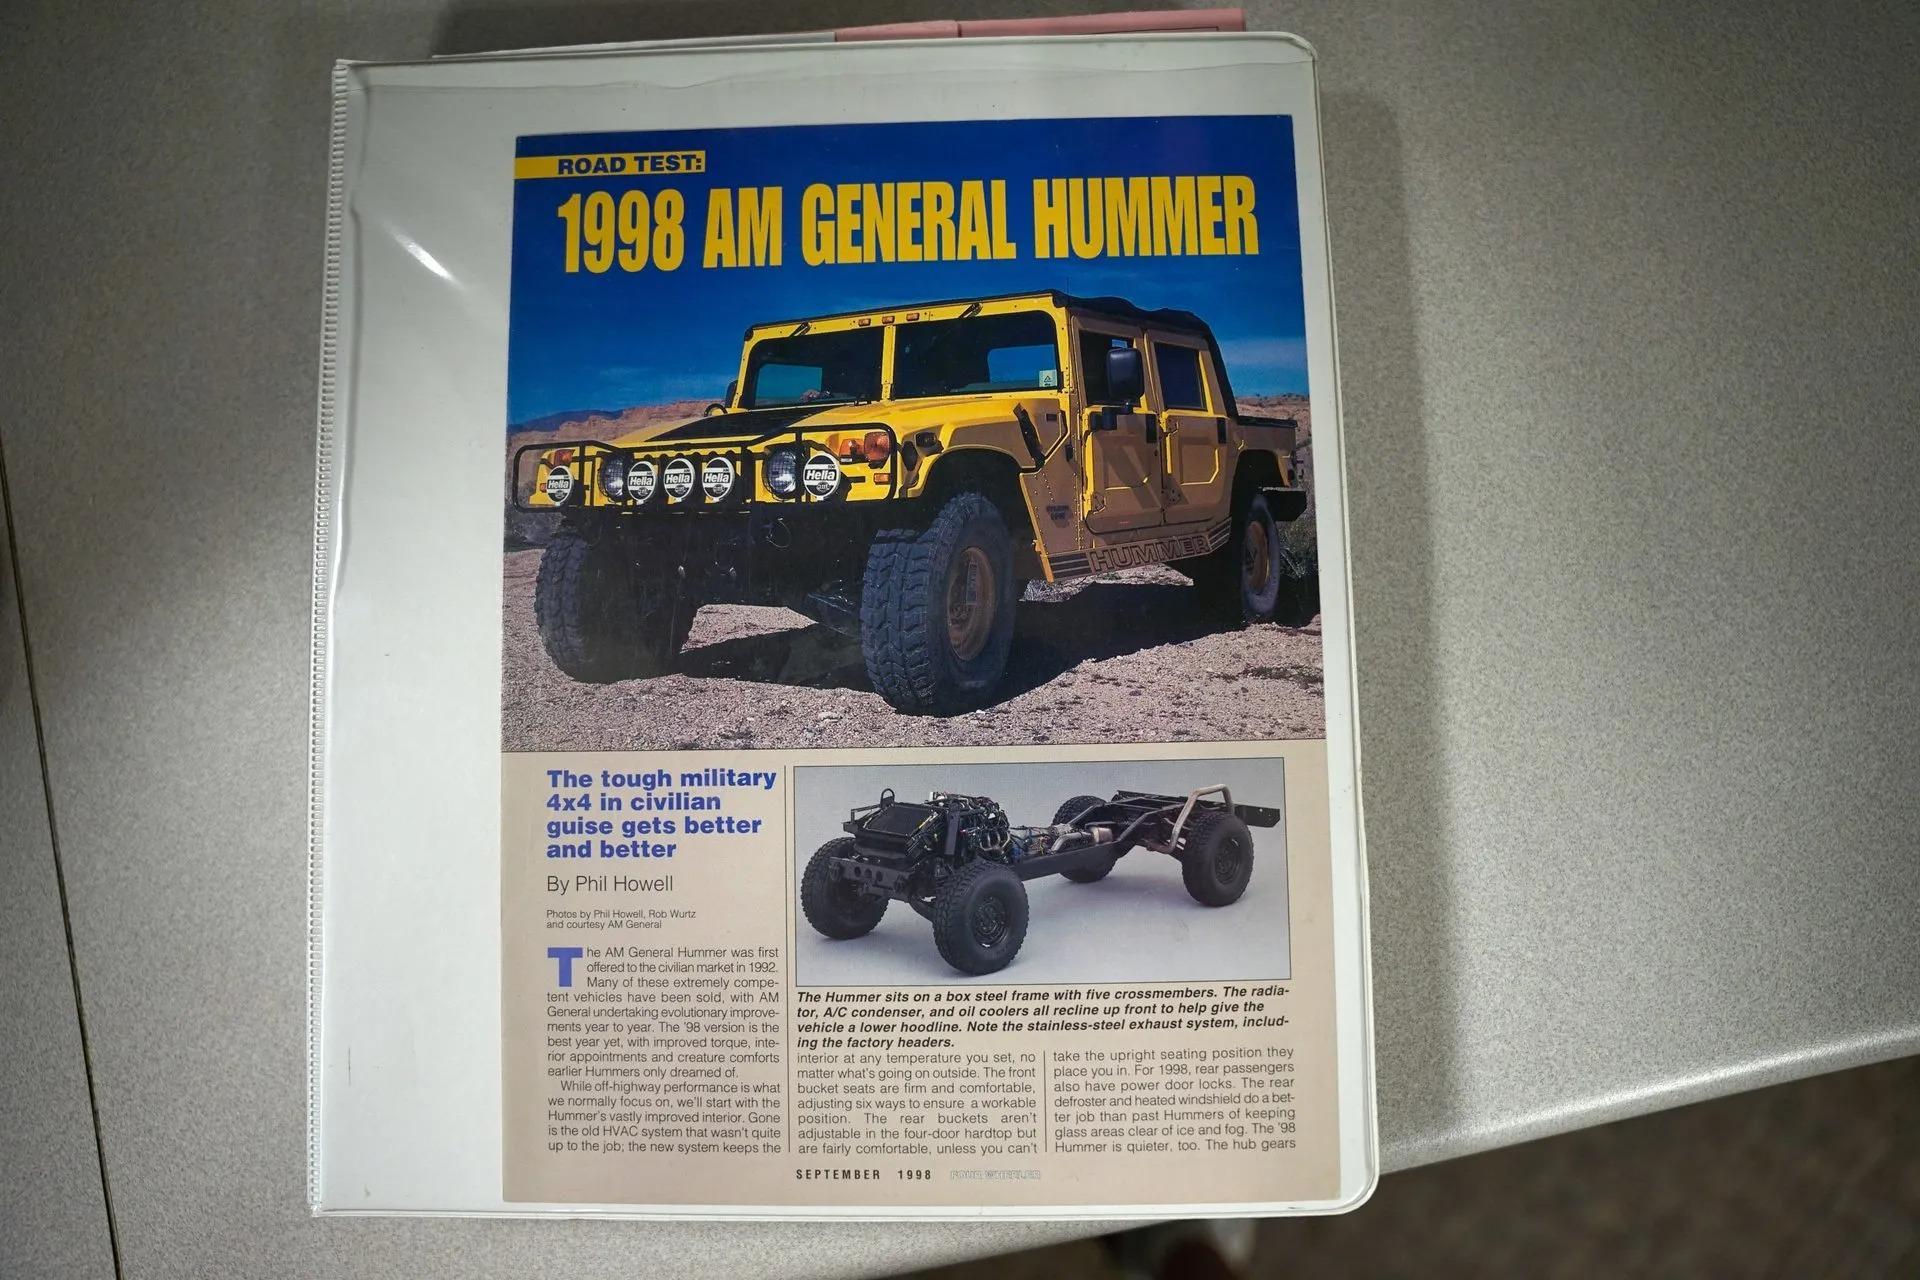 ROAD TEST:
1998 AM GENERAL HUMMER
Hella
Hella
Hella
Hella
Hella
HUMMER
The tough military
4x4 in civilian
guise gets better
and better
By Phil Howell
Photos by Phil Howell, Rob Wurtz
and courtesy AM General
The AM General Hummer was first
offered to the civilian market in 1992.
Many of these extremely compe-
tent vehicles have been sold, with AM
General undertaking evolutionary improve-
ments year to year. The '98 version is the
best year yet, with improved torque, inte-
rior appointments and creature comforts
earlier Hummers only dreamed of.
While off-highway performance is what
we normally focus on, we'll start with the
Hummer's vastly improved interior. Gone
is the old HVAC system that wasn't quite
up to the job; the new system keeps the
The Hummer sits on a box steel frame with five crossmembers. The radia-
tor, A/C condenser, and oil coolers all recline up front to help give the
vehicle a lower hoodline. Note the stainless-steel exhaust system, includ-
ing the factory headers.
interior at any temperature you set, no
matter what's going on outside. The front
bucket seats are firm and comfortable,
adjusting six ways to ensure a workable
position. The rear buckets aren't
adjustable in the four-door hardtop but
are fairly comfortable, unless you can't
take the upright seating position they
place you in. For 1998, rear passengers
also have power door locks. The rear
defroster and heated windshield do a bet-
ter job than past Hummers of keeping
glass areas clear of ice and fog. The '98
Hummer is quieter, too. The hub gears
SEPTEMBER 1998 FOUR WHEELER